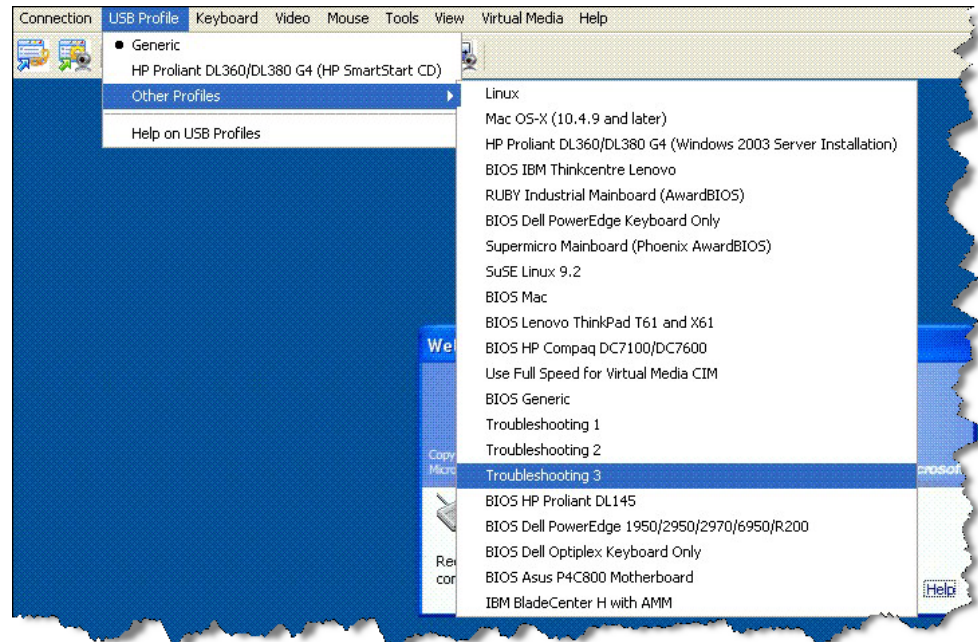 Connection USB Profile Keyboard Video Mouse Tools View Virtual Media Help
Generic
HP Proliant DL360/DL380 G4 (HP SmartStart CD)
Other Profiles
Help on USB Profiles
Linux
Mac OS-X (10.4.9 and later)
HP Proliant DL360/DL380 G4 (Windows 2003 Server Installation)
BIOS IBM Thinkcentre Lenovo
RUBY Industrial Mainboard (AwardBIOS)
BIOS Dell PowerEdge Keyboard Only
Supermicro Mainboard (Phoenix AwardBIOS)
SuSE Linux 9.2
BIOS Mac
BIOS Lenovo ThinkPad T61 and X61
BIOS HP Compaq DC7100/DC7600
Use Full Speed for Virtual Media CIM
BIOS Generic
Troubleshooting 1
Troubleshooting 2
Troubleshooting 3
BIOS HP Proliant DL145
BIOS Dell PowerEdge 1950/2950/2970/6950/R200
BIOS Dell Optiplex Keyboard Only
BIOS Asus P4C800 Motherboard
IBM BladeCenter H with AMM
Wel
Copy
Micro
crosof
Re
cor
Help